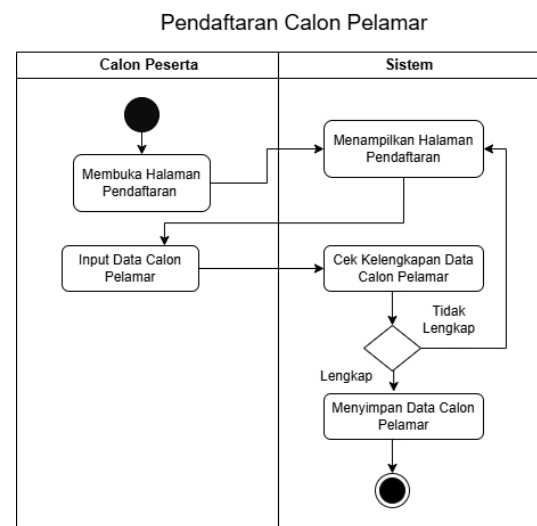 Pendaftaran Calon Pelamar
Calon Peserta
Sistem
Membuka Halaman
Pendaftaran
Menampilkan Halaman
Pendaftaran
Input Data Calon
Pelamar
Cek Kelengkapan Data
Calon Pelamar
Tidak
Lengkap
Lengkap
Menyimpan Data Calon
Pelamar